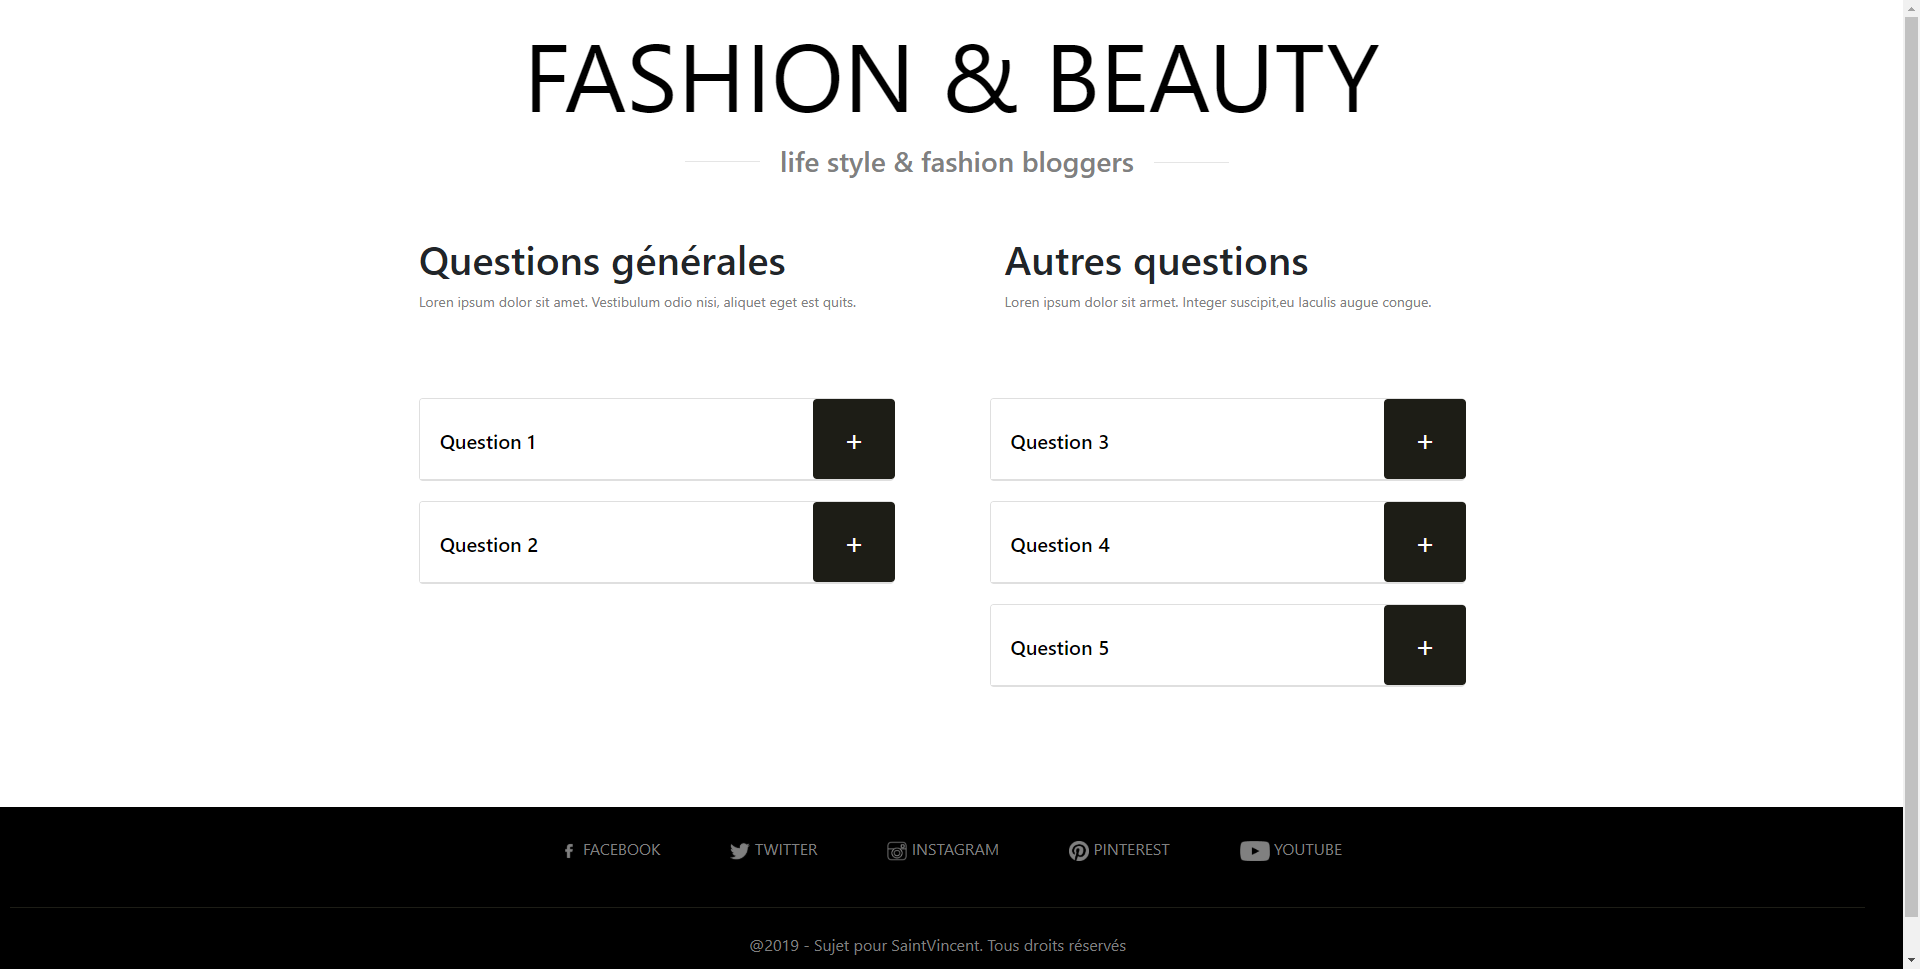 FASHION & BEAUTY
life style & fashion bloggers
Questions générales
Loren ipsum dolor sit amet. Vestibulum odio nisi, aliquet eget est quits.
Question 1
+
Question 2
+
Autres questions
Loren ipsum dolor sit armet. Integer suscipit,eu laculis augue congue.
Question 3
+
Question 4
+
Question 5
+
FACEBOOK TWITTER INSTAGRAM PINTEREST YOUTUBE
@2019 - Sujet pour SaintVincent. Tous droits réservés